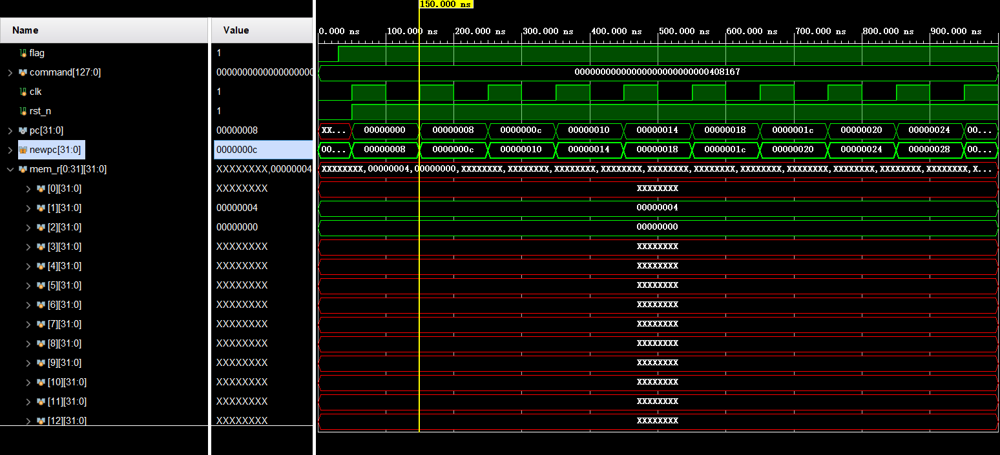 150.000 ns
Name Value 0.000 ns 100.000 ns 200.000 ns 300.000 ns 400.000 ns 500.000 ns 600.000 ns 700.000 ns 800.000 ns 900.000 ns
flag 1
command[127:0] 0000000000000000000 00000000000000000000000000408167
clk 1
rst_n 1
pc[31:0] 00000008 XX... 00000000 00000008 0000000c 00000010 00000014 00000018 0000001c 00000020 00000024 00...
newpc[31:0] 0000000c 00... 00000008 0000000c 00000010 00000014 00000018 0000001c 00000020 00000024 00000028 00...
mem_r[0:31][31:0] XXXXXXXX,00000004 XXXXXXXX,00000004,00000000,XXXXXXXX,XXXXXXXX,XXXXXXXX,XXXXXXXX,XXXXXXXX,XXXXXXXX,XXXXXXXX,XXXXXXXX,XXXXXXXX,XXXXXXXX,XXXXXXXX,X...
[0][31:0] XXXXXXXX XXXXXXXX
[1][31:0] 00000004 00000004
[2][31:0] 00000000 00000000
[3][31:0] XXXXXXXX XXXXXXXX
[4][31:0] XXXXXXXX XXXXXXXX
[5][31:0] XXXXXXXX XXXXXXXX
[6][31:0] XXXXXXXX XXXXXXXX
[7][31:0] XXXXXXXX XXXXXXXX
[8][31:0] XXXXXXXX XXXXXXXX
[9][31:0] XXXXXXXX XXXXXXXX
[10][31:0] XXXXXXXX XXXXXXXX
[11][31:0] XXXXXXXX XXXXXXXX
[12][31:0] XXXXXXXX XXXXXXXX